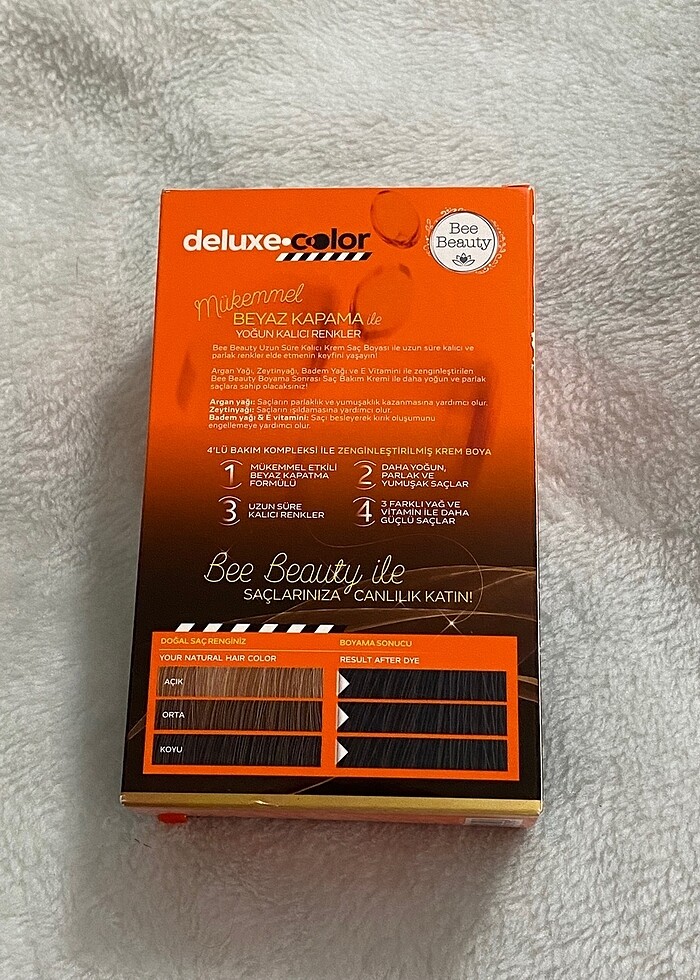 deluxe•color
Bee
Beauty
Mükemmel
BEYAZ KAPAMA ile
YOĞUN KALICI RENKLER
Bee Beauty Uzun Süre Kalıcı Krem Saç Boyası ile uzun süre kalıcı ve
parlak renkler elde etmenin keyfini yaşayın!
Argan Yağı, Zeytinyağı, Badem Yağı ve E Vitamini ile zenginleştirilen
Bee Beauty Boyama Sonrası Saç Bakım Kremi ile daha yoğun ve parlak
saçlara sahip olacaksınız!
Argan yağı: Saçların parlaklık ve yumuşaklık kazanmasına yardımcı olur.
Zeytinyağı: Saçların ışıldamasına yardımcı olur.
Badem yağı & E vitamini: Saçı besleyerek kırık oluşumunu
engellemeye yardımcı olur.
4'LÜ BAKIM KOMPLEKSİ İLE ZENGİNLEŞTİRİLMİŞ KREM BOYA
1 MÜKEMMEL ETKİLİ
BEYAZ KAPATMA
FORMÜLÜ
2 DAHA YOĞUN,
PARLAK VE
YUMUŞAK SAÇLAR
3 UZUN SÜRE
KALICI RENKLER
4 3 FARKLI YAĞ VE
VİTAMİN İLE DAHA
GÜÇLÜ SAÇLAR
Bee Beauty ile
SAÇLARINIZA CANLILIK KATIN!
DOĞAL SAÇ RENGİNİZ
BOYAMA SONUCU
YOUR NATURAL HAIR COLOR
RESULT AFTER DYE
AÇIK
ORTA
KOYU